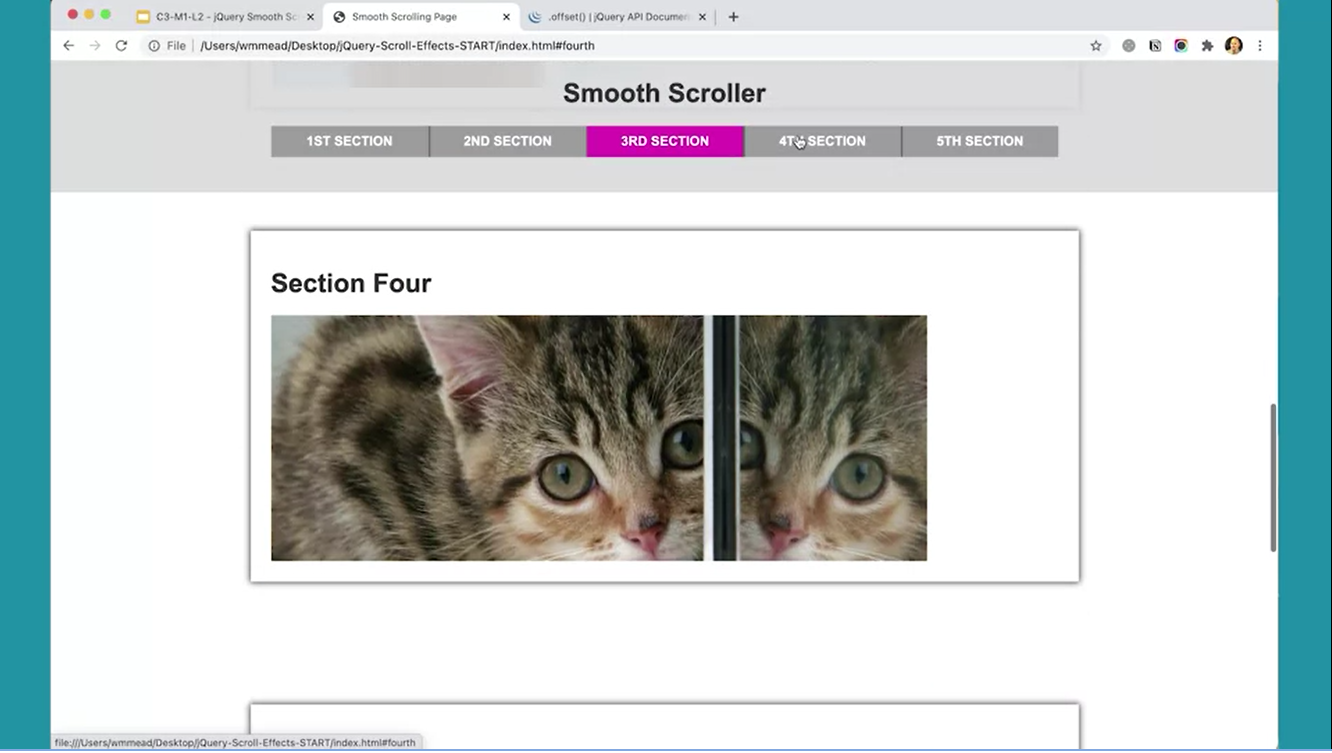 C3-M1-L2 - jQuery Smooth Sc
Smooth Scrolling Page
.offset() | jQuery API Documen
File
/Users/wmmead/Desktop/jQuery-Scroll-Effects-START/index.html#fourth
Smooth Scroller
1ST SECTION
2ND SECTION
3RD SECTION
4TH SECTION
5TH SECTION
Section Four
file:///Users/wmmead/Desktop/jQuery-Scroll-Effects-START/index.html#fourth